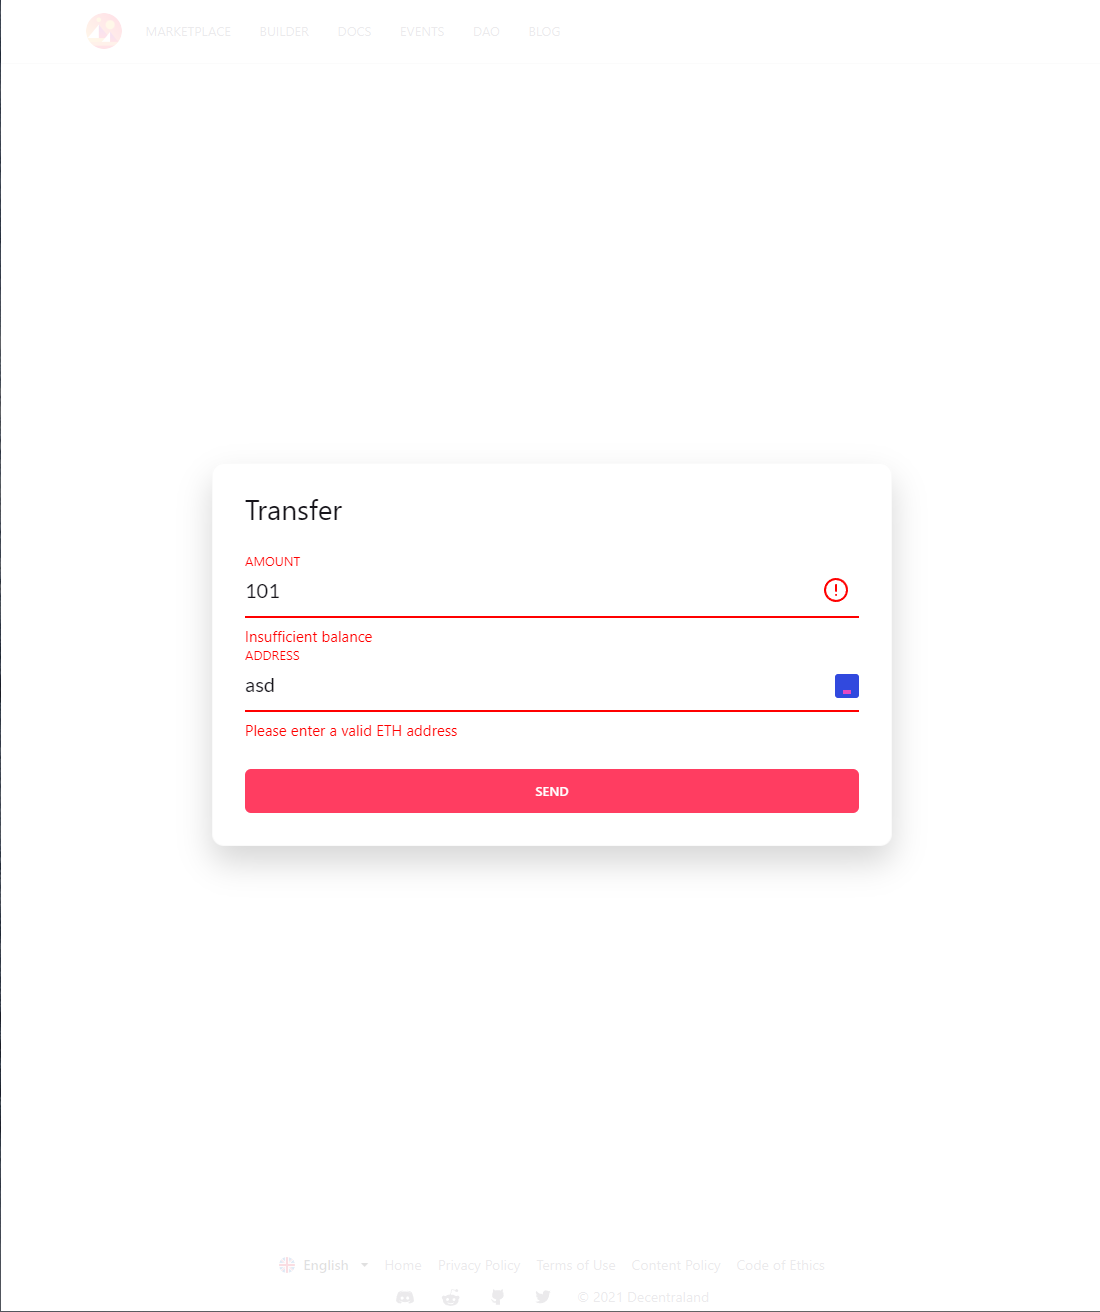 MARKETPLACE BUILDER DOCS EVENTS DAO BLOG
Transfer
AMOUNT
101
Insufficient balance
ADDRESS
asd
Please enter a valid ETH address
SEND
English Home Privacy Policy Terms of Use Content Policy Code of Ethics
© 2021 Decentraland